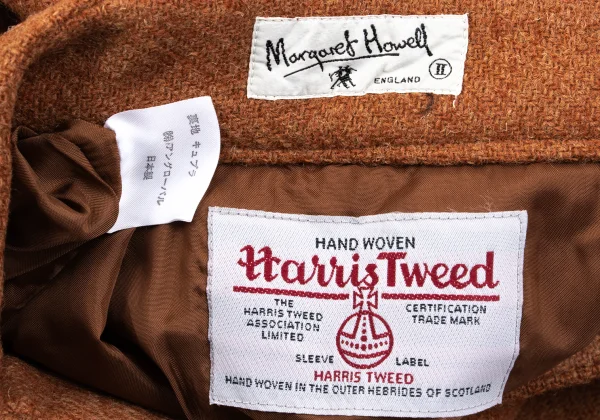 Margaret Howell
ENGLAND II
裏地 キュプラ
㈱アングローバル
日本製
HAND WOVEN
Harris Tweed
THE
HARRIS TWEED
ASSOCIATION
LIMITED
CERTIFICATION
TRADE MARK
SLEEVE LABEL
HARRIS TWEED
HAND WOVEN IN THE OUTER HEBRIDES OF SCOTLAND